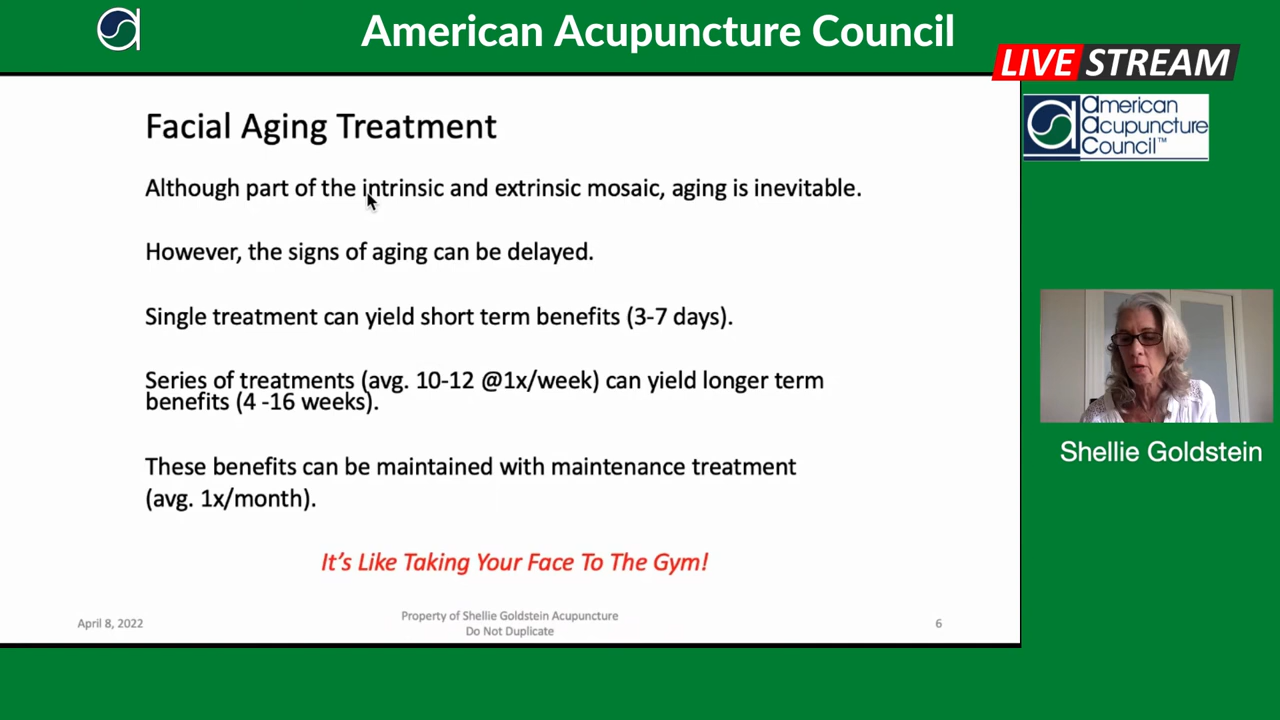 American Acupuncture Council
LIVE STREAM
american
acupuncture
Council™
Facial Aging Treatment
Although part of the intrinsic and extrinsic mosaic, aging is inevitable.
However, the signs of aging can be delayed.
Single treatment can yield short term benefits (3-7 days).
Series of treatments (avg. 10-12 @1x/week) can yield longer term
benefits (4 -16 weeks).
These benefits can be maintained with maintenance treatment
(avg. 1x/month).
It's Like Taking Your Face To The Gym!
Shellie Goldstein
April 8, 2022
Property of Shellie Goldstein Acupuncture
Do Not Duplicate
6